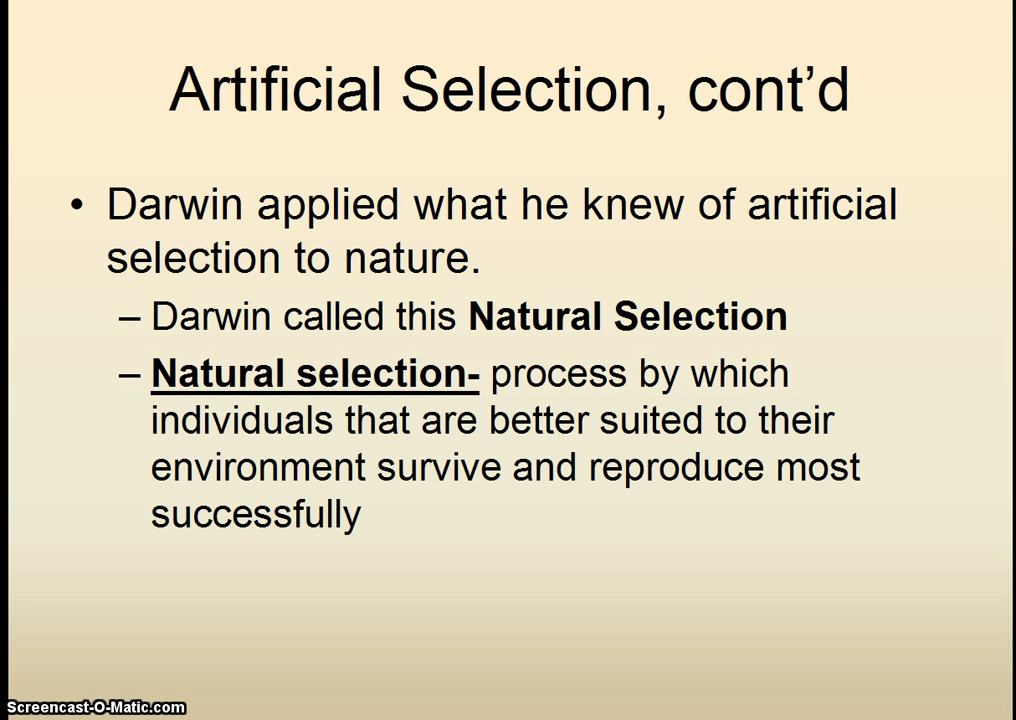 Artificial Selection, cont’d
• Darwin applied what he knew of artificial
selection to nature.
– Darwin called this Natural Selection
– Natural selection- process by which
individuals that are better suited to their
environment survive and reproduce most
successfully
Screencast-O-Matic.com